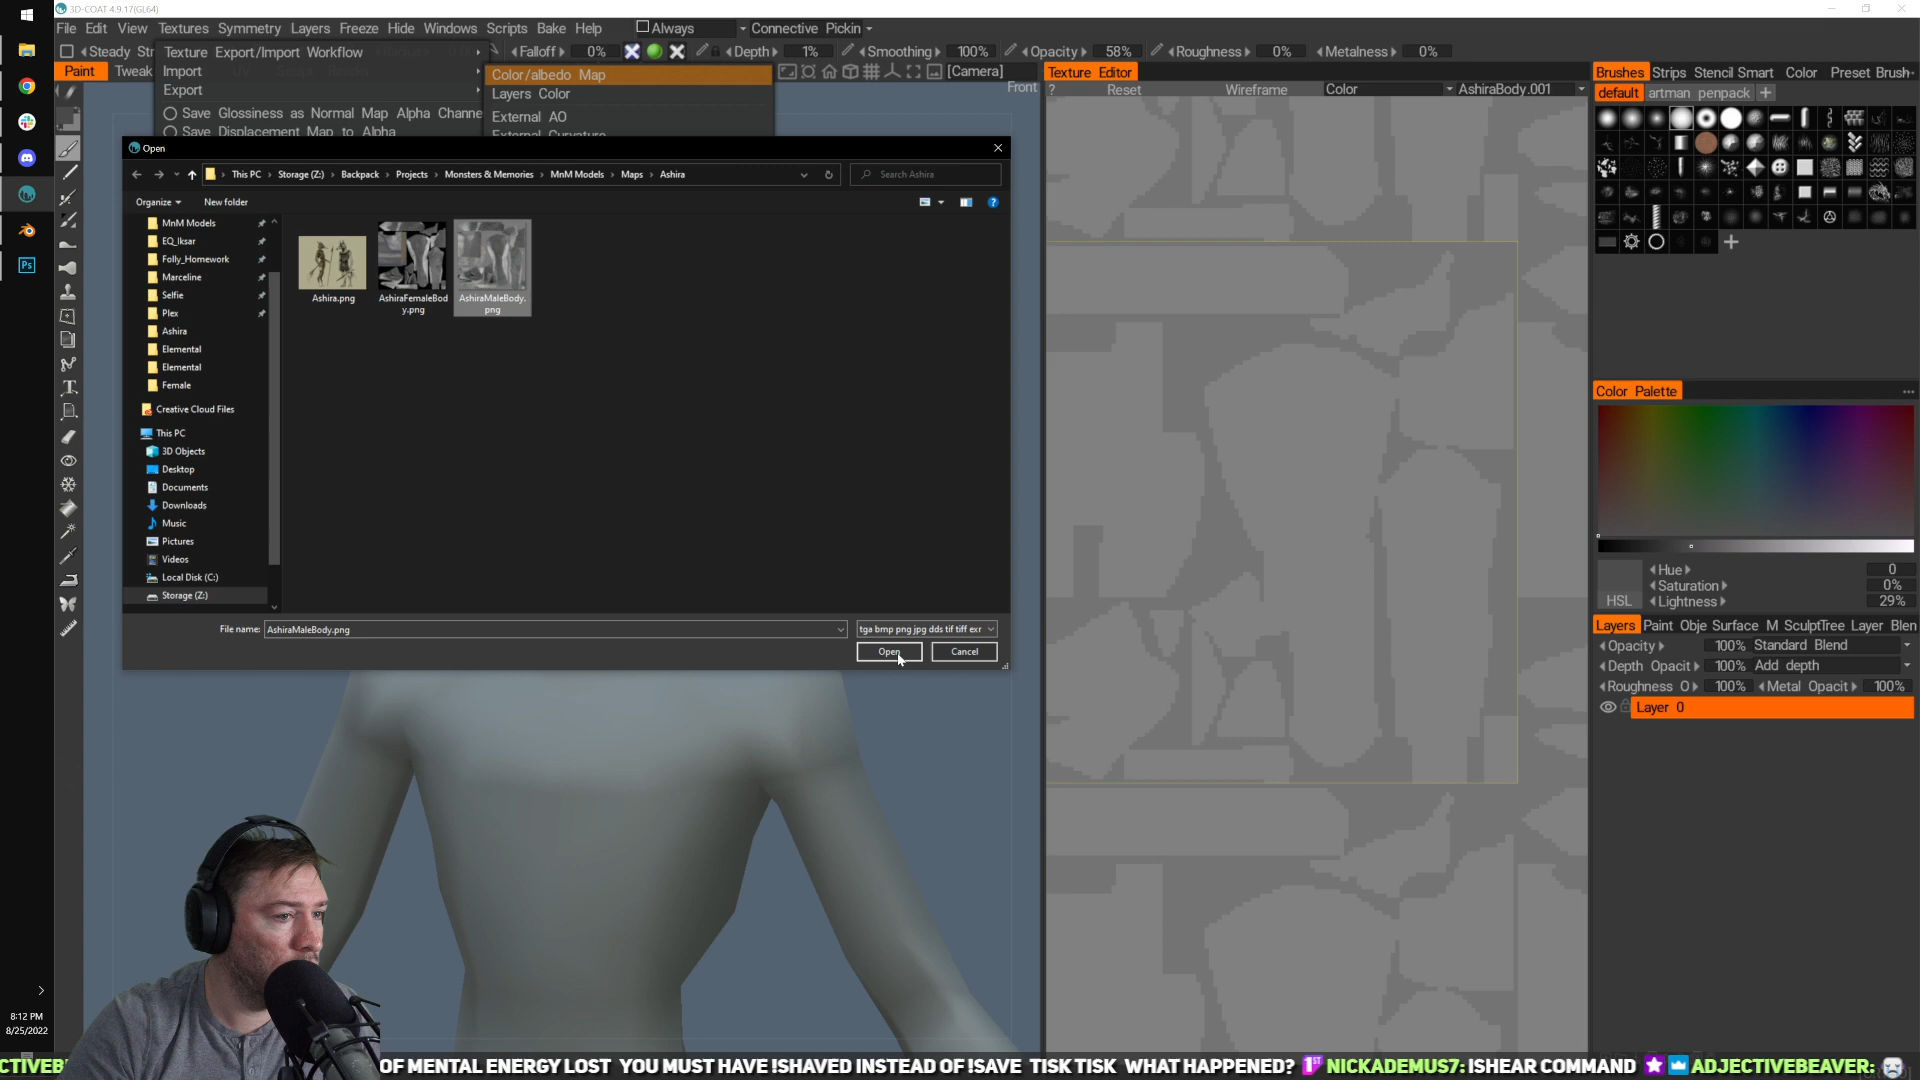 3D-COAT 4.9.17(GL64)
File Edit View Textures Symmetry Layers Freeze Hide Windows Scripts Bake Help Always Connective Pickin
Steady Str Falloff 0% Depth 1% Smoothing 100% Opacity 58% Roughness 0% Metalness 0%
Texture Export/Import Workflow
Import
Export
Save Glossiness as Normal Map Alpha Channe
Save Displacement Map to Alpha
Paint Tweak
Color/albedo Map
Layers Color
External AO
External Curvature
[Camera]
Front
Texture Editor
? Reset Wireframe Color AshiraBody.001
Brushes Strips Stencil Smart Color Preset Brush
default artman penpack +
Open
This PC Storage (Z:) Backpack Projects Monsters & Memories MnM Models Maps Ashira
Search Ashira
Organize New folder
MnM Models
EQ_Iksar
Folly_Homework
Marceline
Selfie
Plex
Ashira
Elemental
Elemental
Female
Creative Cloud Files
This PC
3D Objects
Desktop
Documents
Downloads
Music
Pictures
Videos
Local Disk (C:)
Storage (Z:)
Ashira.png
AshiraFemaleBod
y.png
AshiraMaleBody.
png
File name: AshiraMaleBody.png
tga bmp png jpg dds tif tiff exr
Open Cancel
Color Palette
Hue 0
Saturation 0%
HSL Lightness 29%
Layers Paint Obje Surface M SculptTree Layer Blen
Opacity 100% Standard Blend
Depth Opacit 100% Add depth
Roughness O 100% Metal Opacit 100%
Layer 0
Ps
8:12 PM
8/25/2022
CTIVEB
OF MENTAL ENERGY LOST YOU MUST HAVE !SHAVED INSTEAD OF !SAVE TISK TISK WHAT HAPPENED? 1ST NICKADEMUS7: !SHEAR COMMAND ADJECTIVEBEAVER: